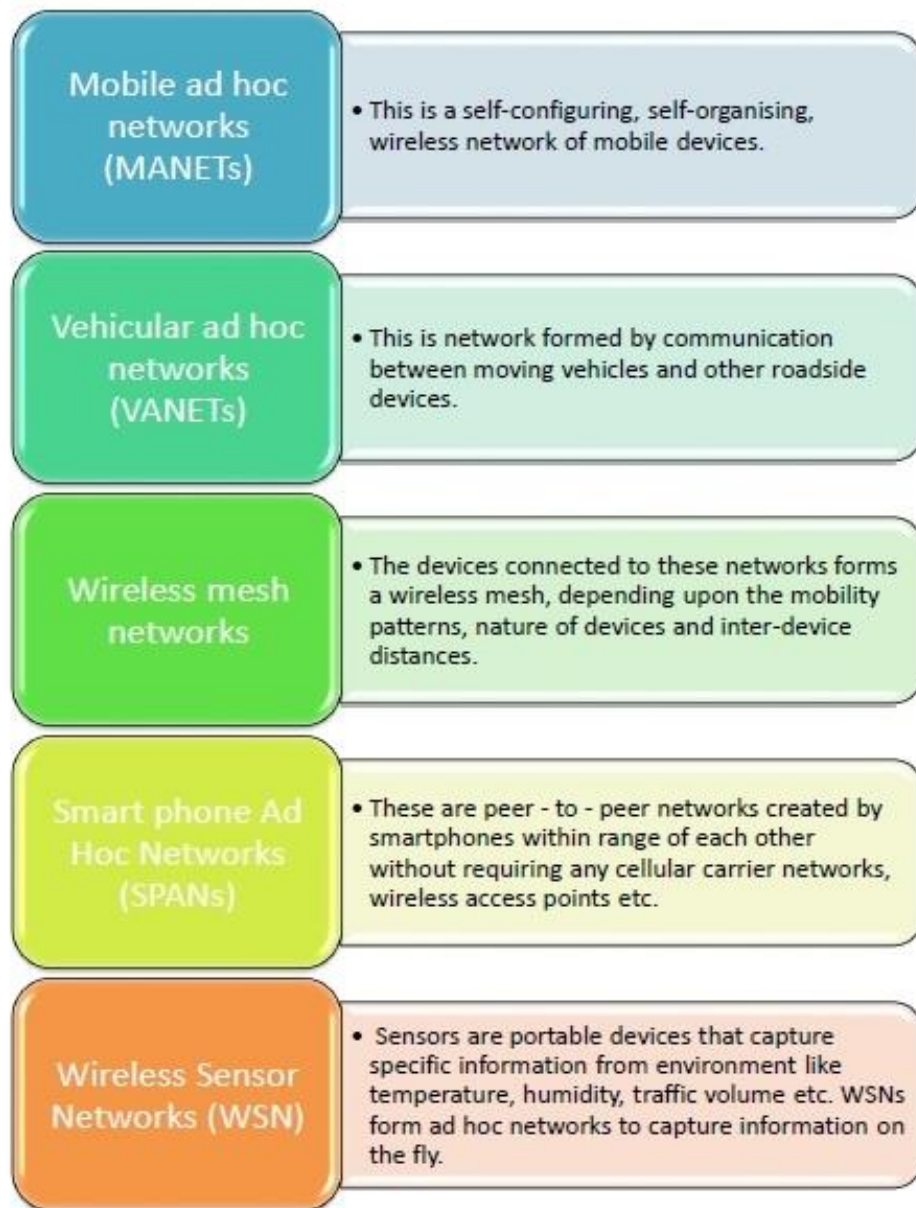 Mobile ad hoc
networks
(MANETs)
• This is a self-configuring, self-organising,
wireless network of mobile devices.
Vehicular ad hoc
networks
(VANETs)
• This is network formed by communication
between moving vehicles and other roadside
devices.
Wireless mesh
networks
• The devices connected to these networks forms
a wireless mesh, depending upon the mobility
patterns, nature of devices and inter-device
distances.
Smart phone Ad
Hoc Networks
(SPANs)
• These are peer - to - peer networks created by
smartphones within range of each other
without requiring any cellular carrier networks,
wireless access points etc.
Wireless Sensor
Networks (WSN)
• Sensors are portable devices that capture
specific information from environment like
temperature, humidity, traffic volume etc. WSNs
form ad hoc networks to capture information on
the fly.